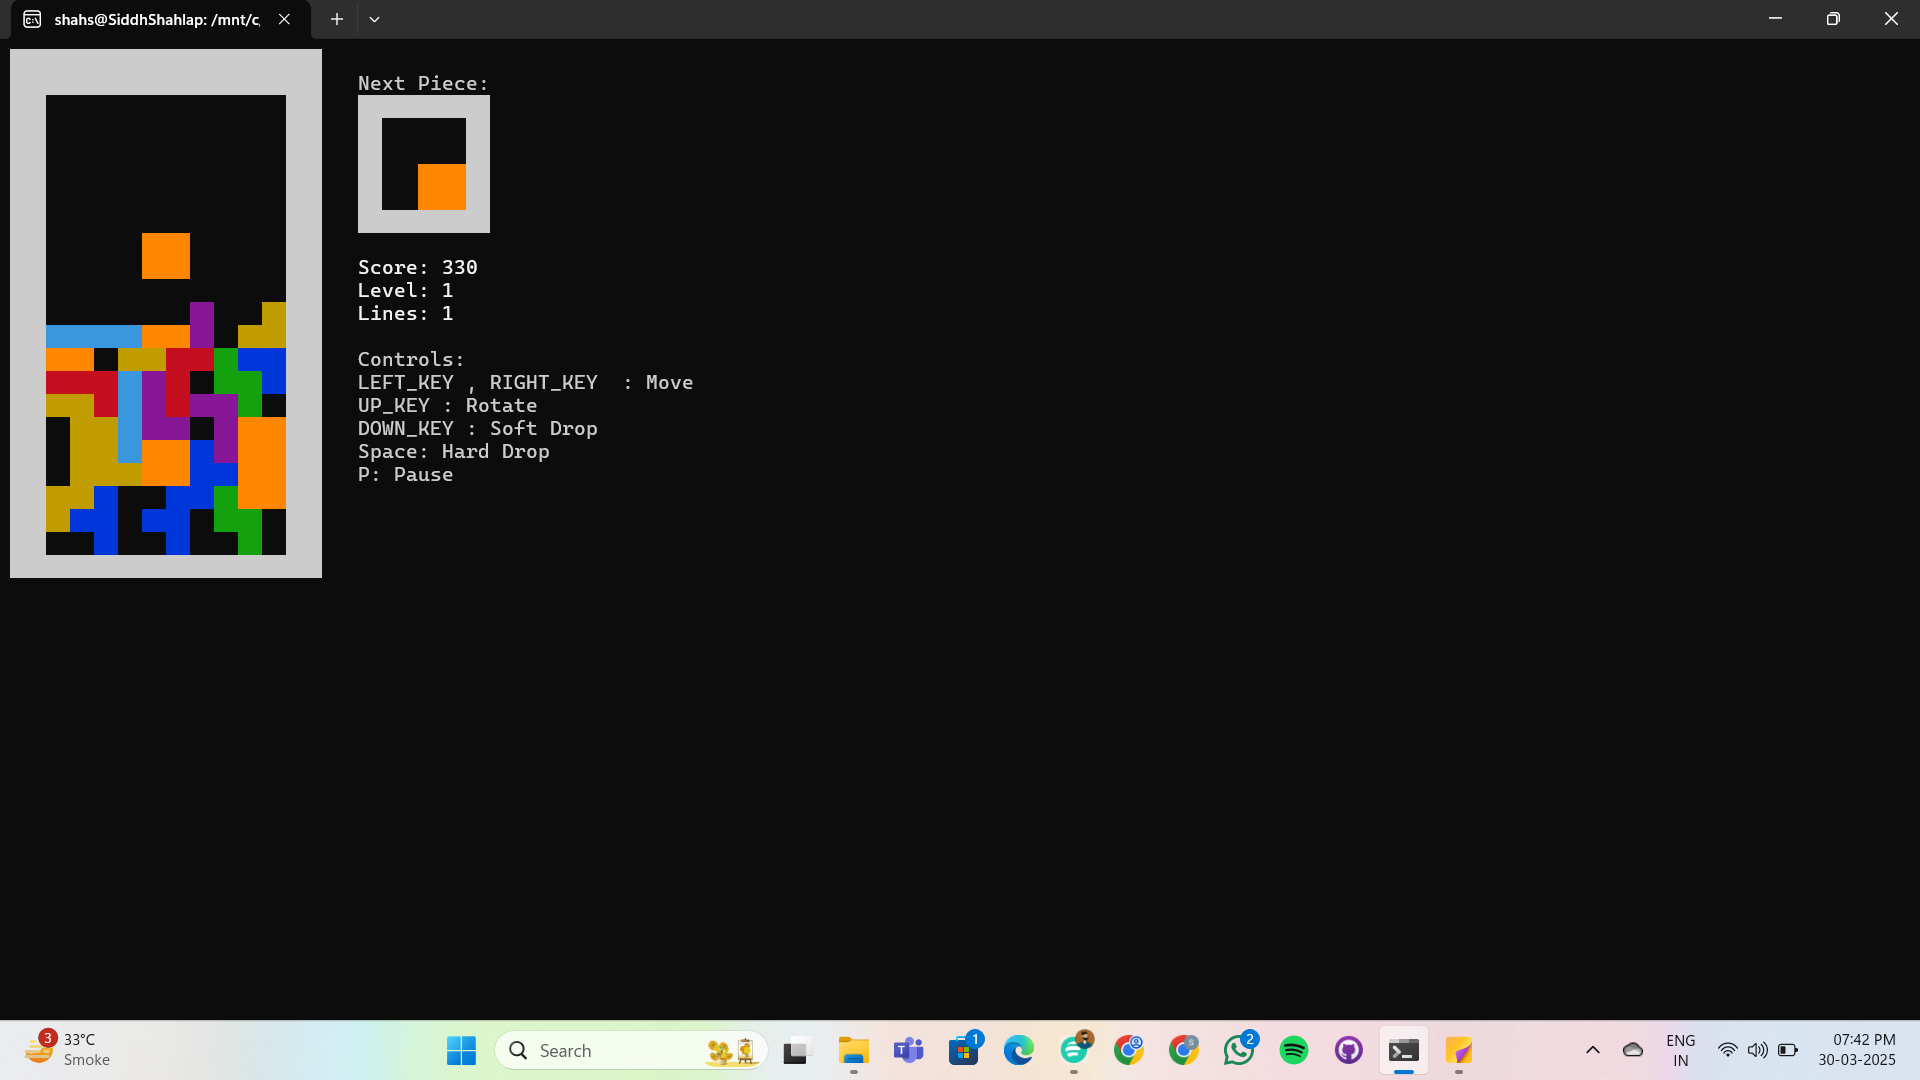 shahs@SiddhShahlap: /mnt/c,
Next Piece:
Score: 330
Level: 1
Lines: 1
Controls:
LEFT_KEY , RIGHT_KEY  : Move
UP_KEY : Rotate
DOWN_KEY : Soft Drop
Space: Hard Drop
P: Pause
3
33°C
Smoke
Search
1
S
2
ENG
IN
07:42 PM
30-03-2025